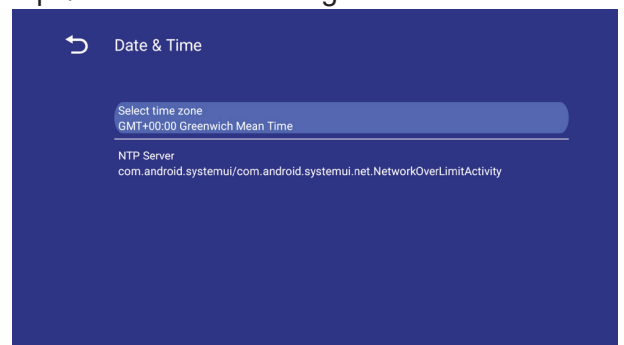 Date & Time
Select time zone
GMT+00:00 Greenwich Mean Time
NTP Server
com.android.systemui/com.android.systemui.net.NetworkOverLimitActivity